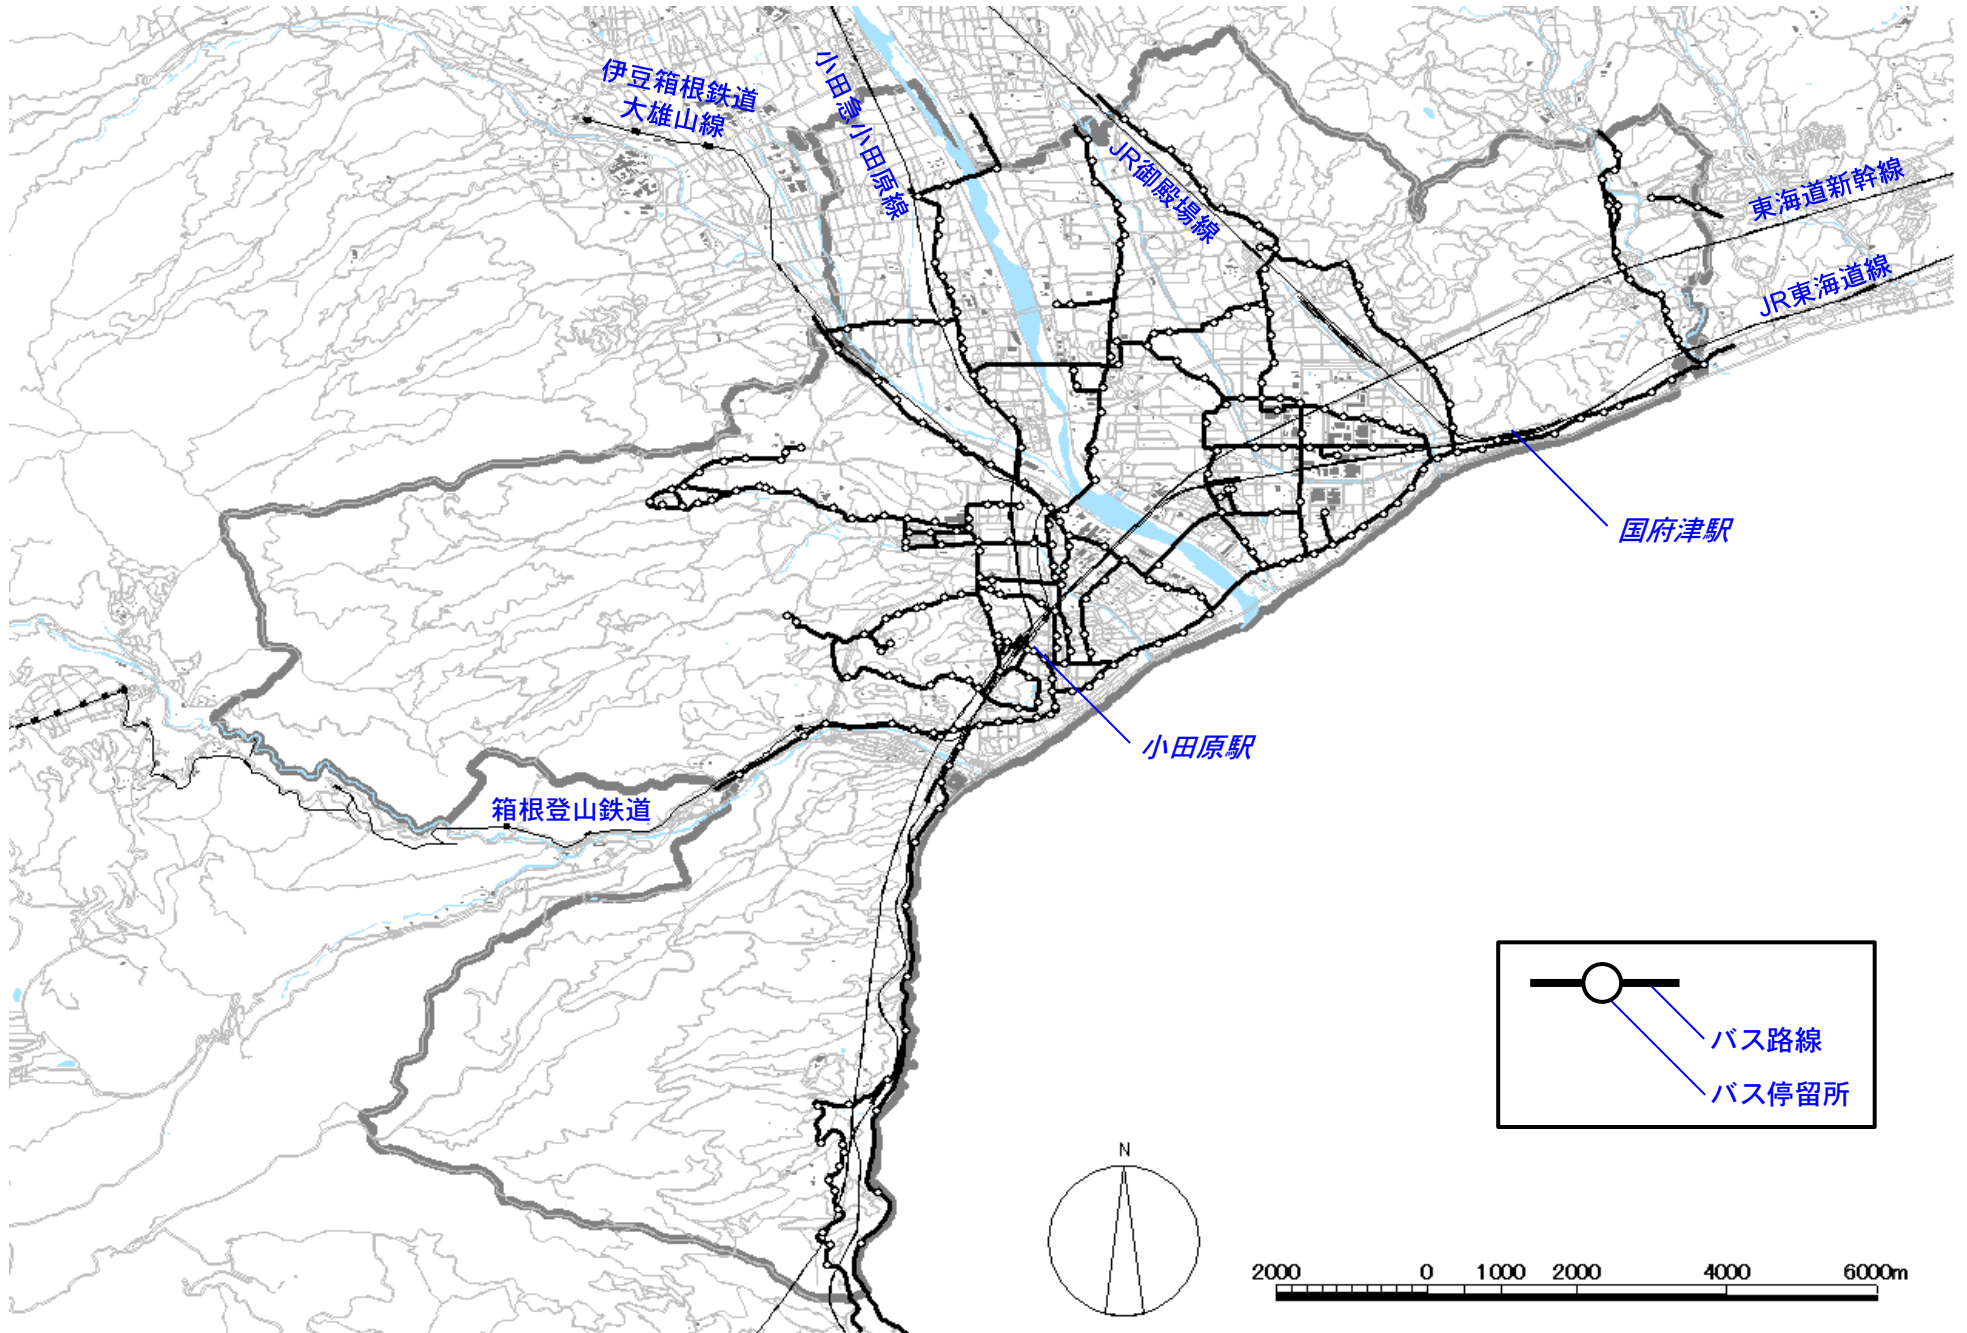 伊豆箱根鉄道
大雄山線
小田急小田原線
JR御殿場線
東海道新幹線
JR東海道線
国府津駅
小田原駅
箱根登山鉄道
バス路線
バス停留所
N
2000 0 1000 2000 4000 6000m